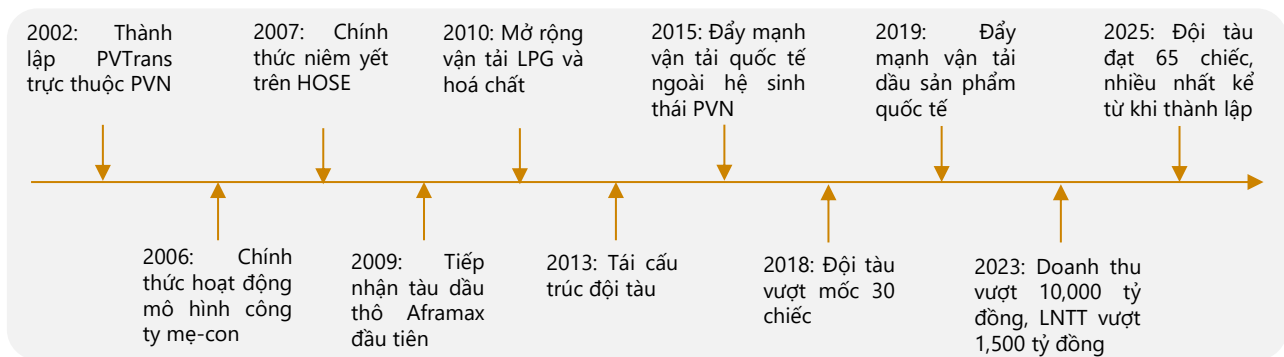 2002: Thành
lập PVTrans
trực thuộc PVN
2007: Chính
thức niêm yết
trên HOSE
2010: Mở rộng
vận tải LPG và
hoá chất
2015: Đẩy mạnh
vận tải quốc tế
ngoài hệ sinh
thái PVN
2019: Đẩy
mạnh vận tải
dầu sản phẩm
quốc tế
2025: Đội tàu
đạt 65 chiếc,
nhiều nhất kể
từ khi thành lập
2006: Chính
thức hoạt động
mô hình công
ty mẹ-con
2009: Tiếp
nhận tàu dầu
thô Aframax
đầu tiên
2013: Tái cấu
trúc đội tàu
2018: Đội tàu
vượt mốc 30
chiếc
2023: Doanh thu
vượt 10,000 tỷ
đồng, LNTT vượt
1,500 tỷ đồng